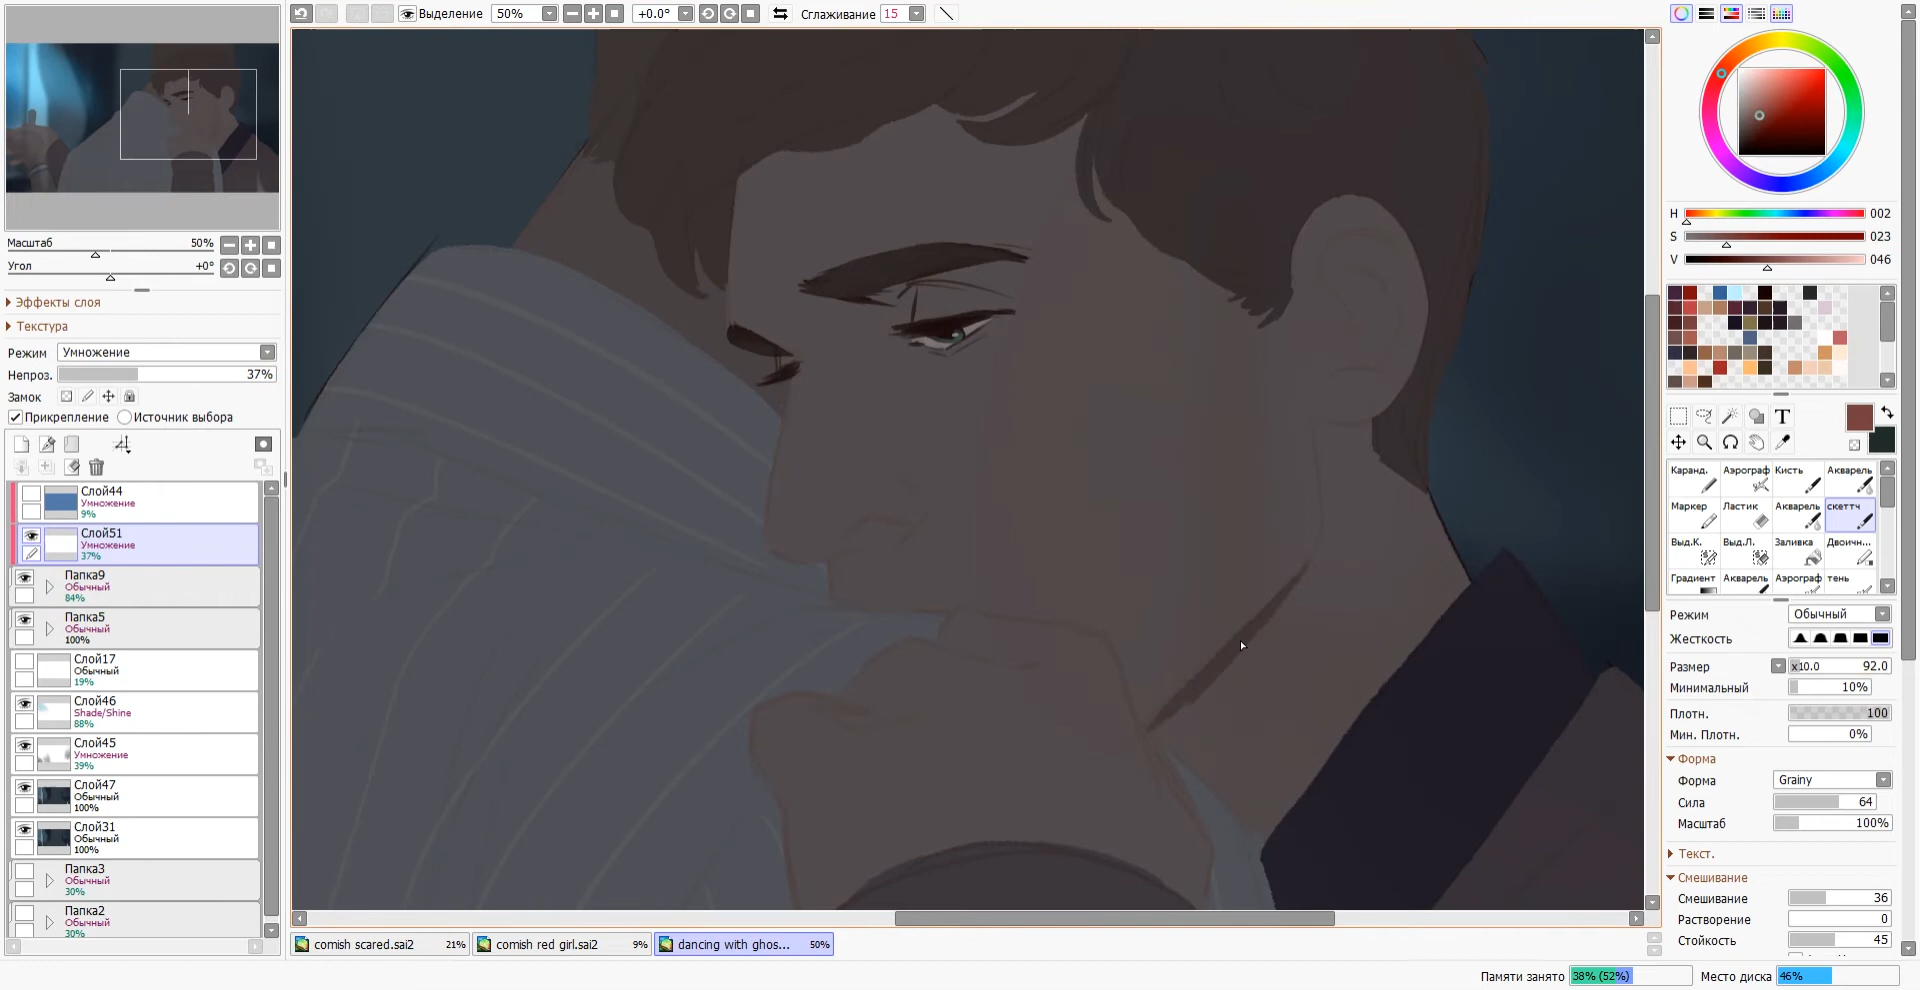 Выделение 50% +0.0° Сглаживание 15
Масштаб 50%
Угол +0°
Эффекты слоя
Текстура
Режим Умножение
Непроз. 37%
Замок
Прикрепление Источник выбора
Слой44
Умножение
9%
Слой51
Умножение
37%
Папка9
Обычный
84%
Папка5
Обычный
100%
Слой17
Обычный
19%
Слой46
Shade/Shine
88%
Слой45
Умножение
39%
Слой47
Обычный
100%
Слой31
Обычный
100%
Папка3
Обычный
30%
Папка2
Обычный
30%
comish scared.sai2 21% comish red girl.sai2 9% dancing with ghos... 50%
H 002
S 023
V 046
T
Каранд. Аэрограф Кисть Акварель
Маркер Ластик Акварель скеттч
Выд.К. Выд.Л. Заливка Двоичн...
Градиент Акварель Аэрограф тень
Режим Обычный
Жесткость
Размер x10.0 92.0
Минимальный 10%
Плотн. 100
Мин. Плотн. 0%
Форма
Форма Grainy
Сила 64
Масштаб 100%
Текст.
Смешивание
Смешивание 36
Растворение 0
Стойкость 45
Памяти занято 38% (52%) Место диска 46%